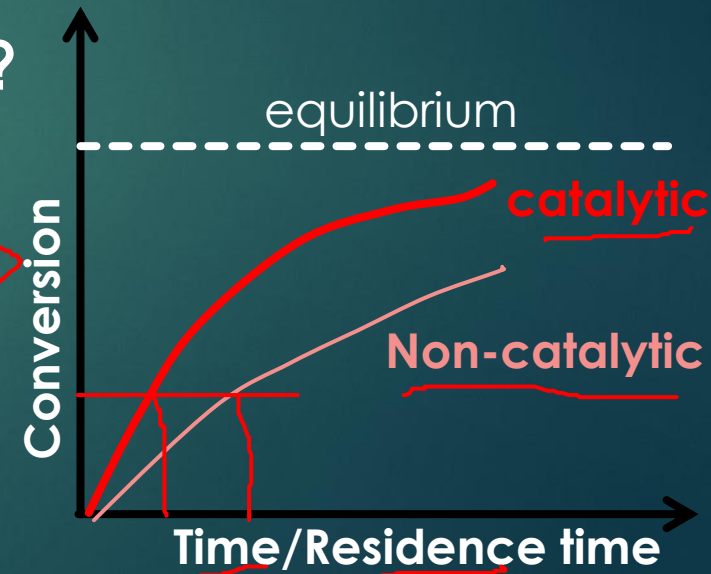 ?
equilibrium
catalytic
Conversion
Non-catalytic
Time/Residence time